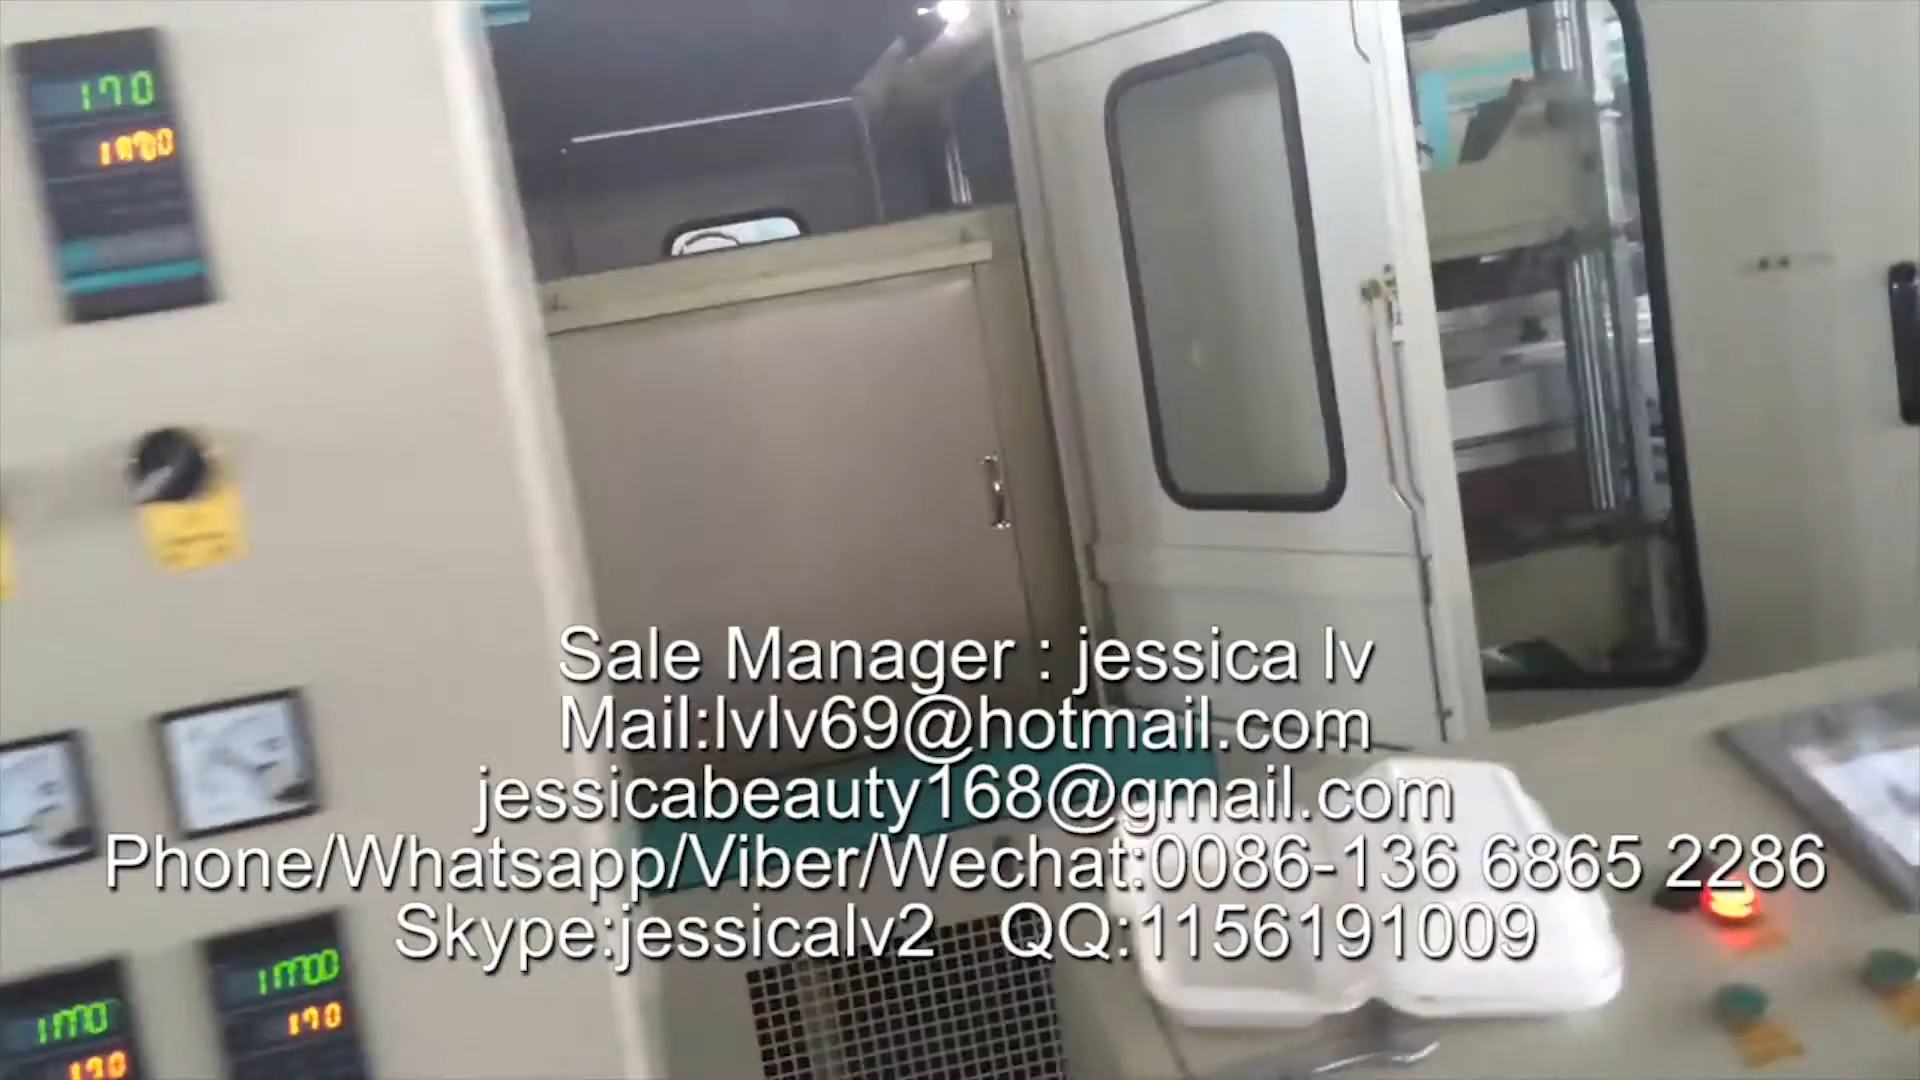 170
170
Sale Manager : jessica lv
Mail:lvlv69@hotmail.com
jessicabeauty168@gmail.com
Phone/Whatsapp/Viber/Wechat:0086-136 6865 2286
Skype:jessicalv2 QQ:1156191009